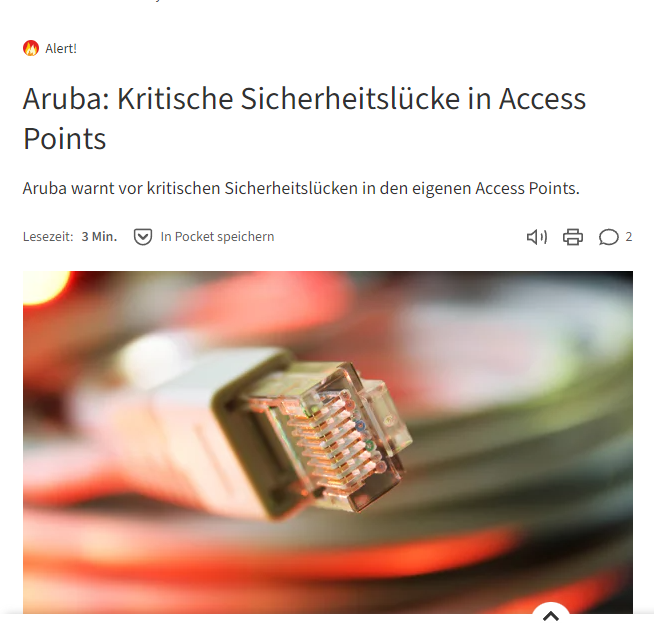 Alert!
Aruba: Kritische Sicherheitslücke in Access
Points
Aruba warnt vor kritischen Sicherheitslücken in den eigenen Access Points.
Lesezeit: 3 Min. In Pocket speichern 2